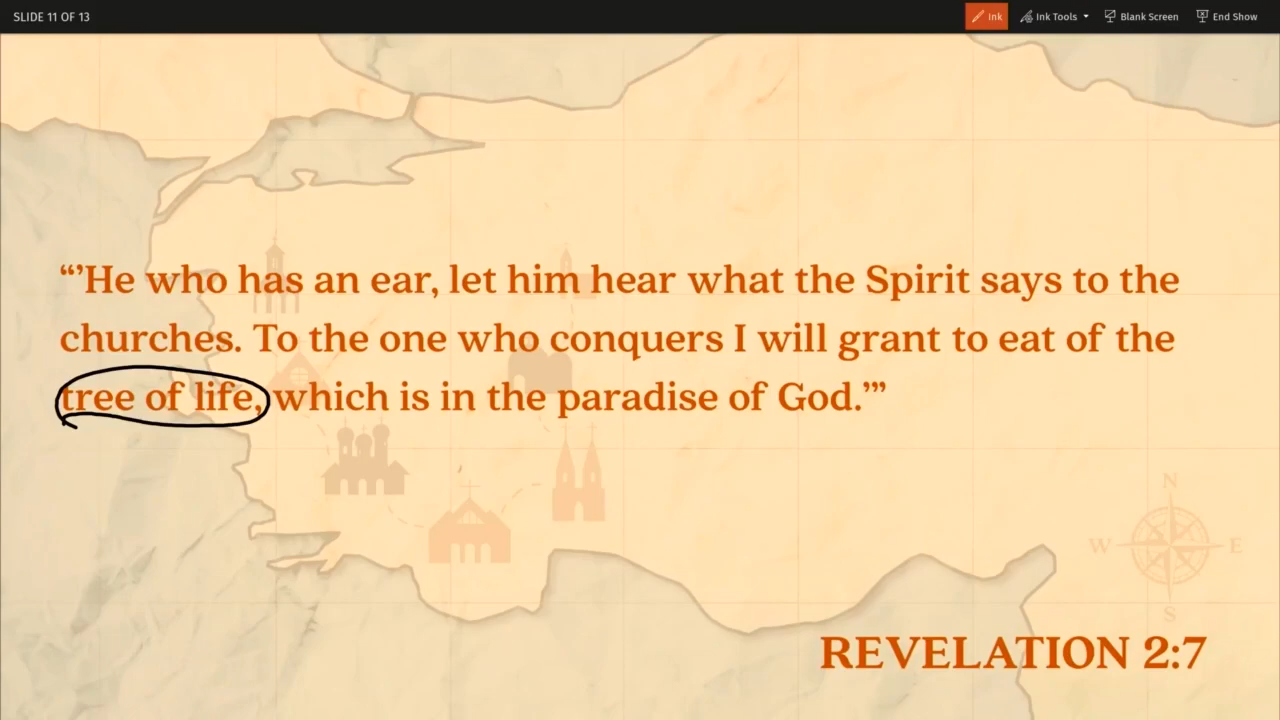 SLIDE 11 OF 13
Ink
Ink Tools
Blank Screen
End Show
“’He who has an ear, let him hear what the Spirit says to the
churches. To the one who conquers I will grant to eat of the
tree of life, which is in the paradise of God.’”
N
W E
S
REVELATION 2:7